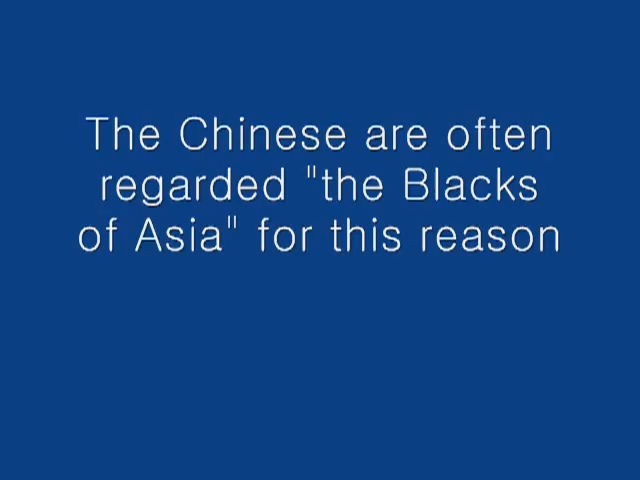 The Chinese are often
regarded "the Blacks
of Asia" for this reason